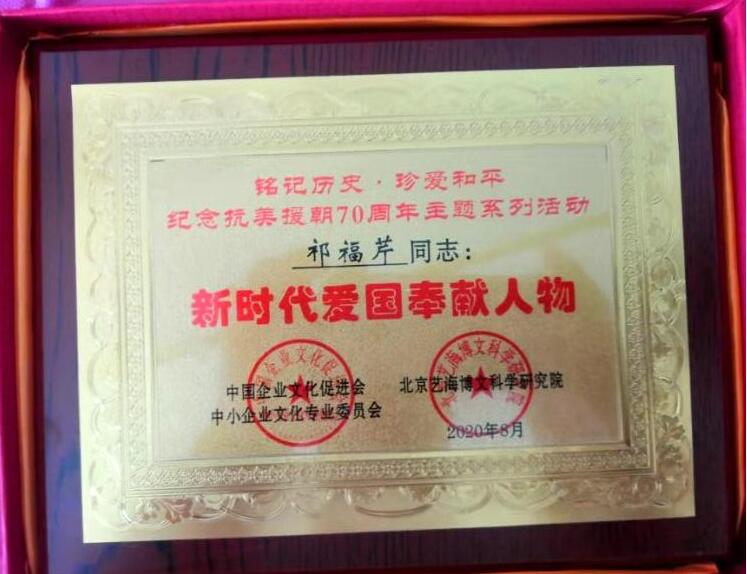 铭记历史·珍爱和平
纪念抗美援朝70周年主题系列活动
祁福芹同志：
新时代爱国奉献人物
中国企业文化促进会
中小企业文化专业委员会
北京艺海博文科学研究院
2020年8月